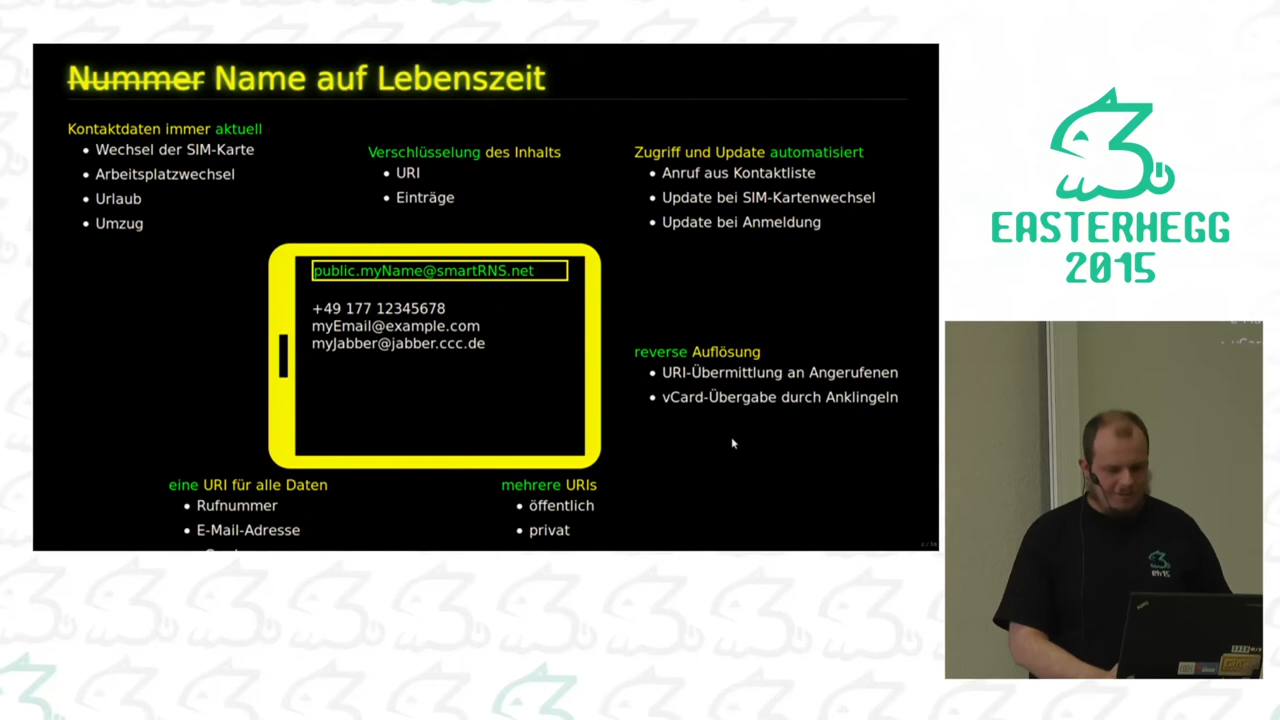 Nummer Name auf Lebenszeit
Kontaktdaten immer aktuell
Wechsel der SIM-Karte
Arbeitsplatzwechsel
Urlaub
Umzug
Verschlüsselung des Inhalts
URI
Einträge
Zugriff und Update automatisiert
Anruf aus Kontaktliste
Update bei SIM-Kartenwechsel
Update bei Anmeldung
public.myName@smartRNS.net
+49 177 12345678
myEmail@example.com
myJabber@jabber.ccc.de
reverse Auflösung
URI-Übermittlung an Angerufenen
vCard-Übergabe durch Anklingeln
eine URI für alle Daten
Rufnummer
E-Mail-Adresse
mehrere URIs
öffentlich
privat
EASTERHEGG
2015
eh15